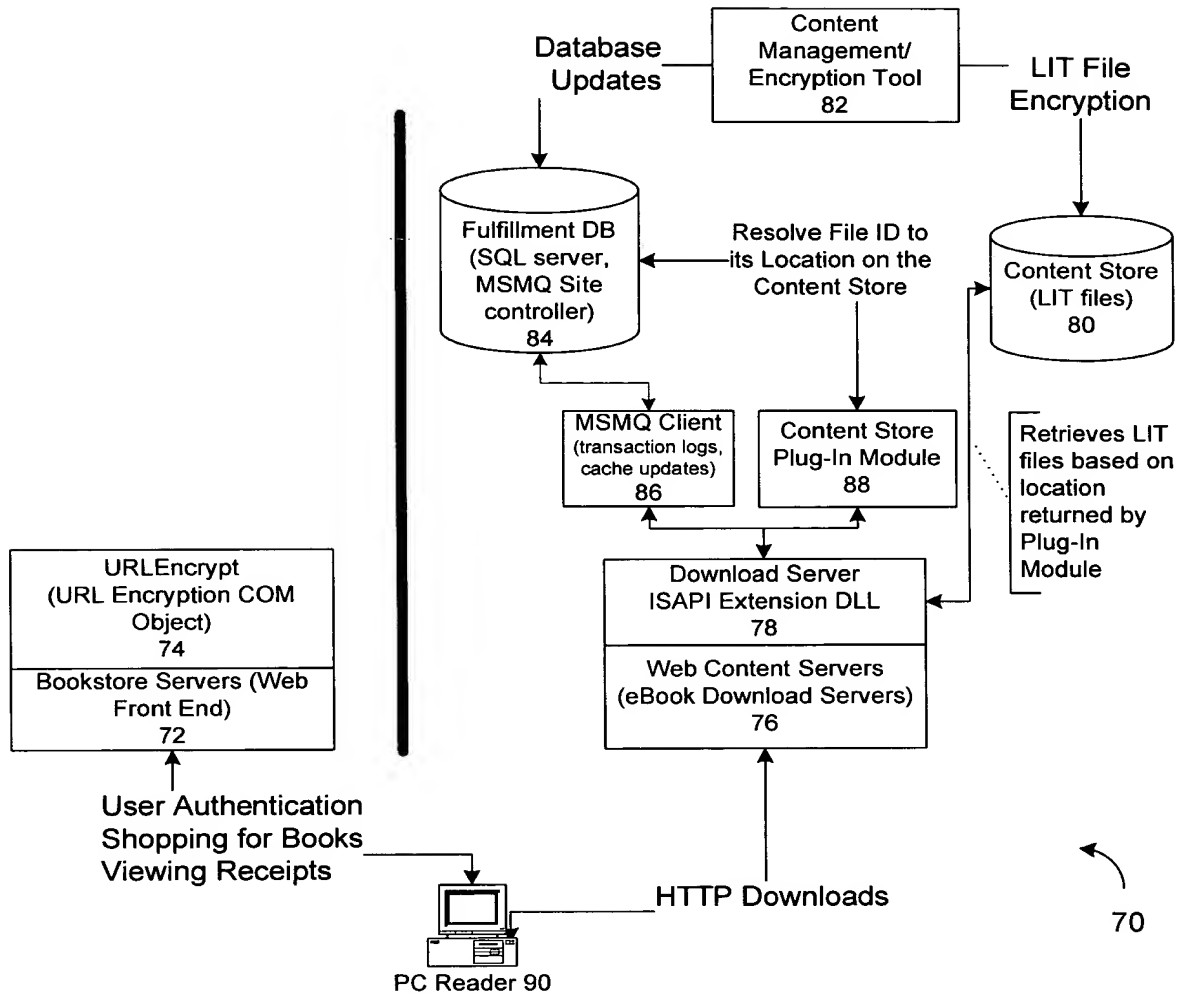 Content
Management/
Encryption Tool
82
Database
Updates
LIT File
Encryption
Fulfillment DB
(SQL server,
MSMQ Site
controller)
84
Resolve File ID to
its Location on the
Content Store
Content Store
(LIT files)
80
MSMQ Client
(transaction logs,
cache updates)
86
Content Store
Plug-In Module
88
Retrieves LIT
files based on
location
returned by
Plug-In
Module
URLEncrypt
(URL Encryption COM
Object)
74
Bookstore Servers (Web
Front End)
72
Download Server
ISAPI Extension DLL
78
Web Content Servers
(eBook Download Servers)
76
User Authentication
Shopping for Books
Viewing Receipts
HTTP Downloads
70
PC Reader 90